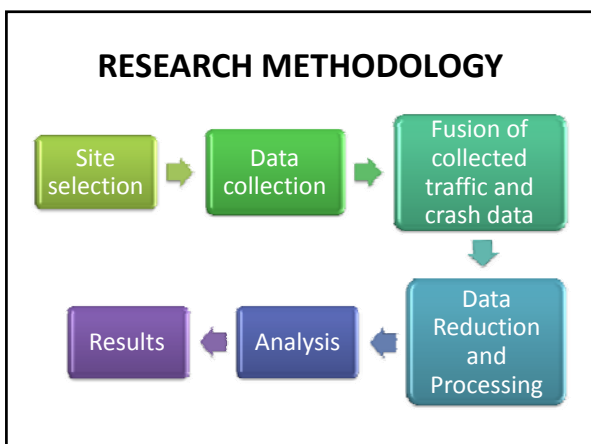 RESEARCH METHODOLOGY
Site
selection
Data
collection
Fusion of
collected
traffic and
crash data
Data
Reduction
and
Processing
Analysis
Results